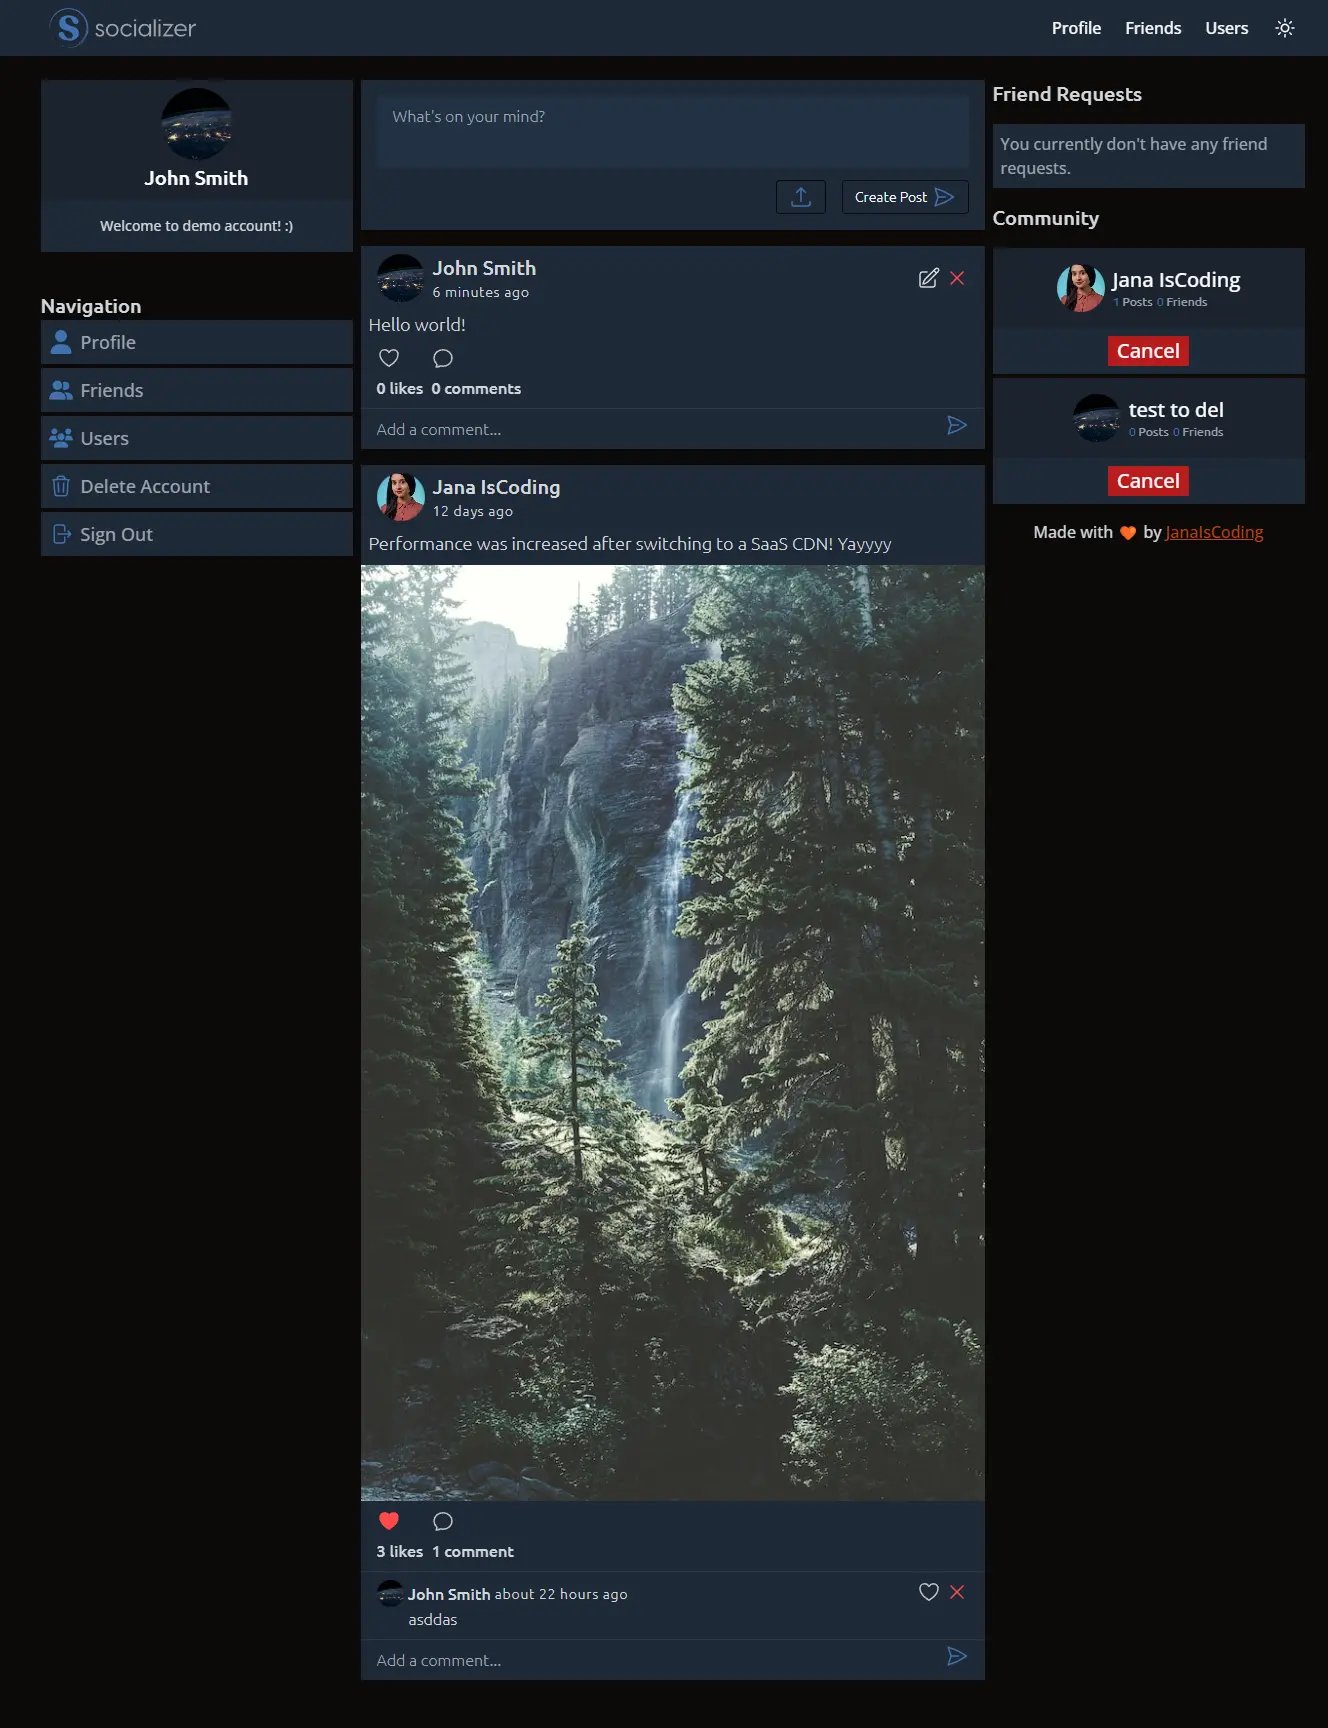 socializer
Profile
Friends
Users
John Smith
Welcome to demo account! :)
Navigation
Profile
Friends
Users
Delete Account
Sign Out
What's on your mind?
Create Post
John Smith
6 minutes ago
Hello world!
0 likes 0 comments
Add a comment...
Jana IsCoding
12 days ago
Performance was increased after switching to a SaaS CDN! Yayyyy
3 likes 1 comment
John Smith about 22 hours ago
asddas
Add a comment...
Friend Requests
You currently don't have any friend
requests.
Community
Jana IsCoding
1 Posts 0 Friends
Cancel
test to del
0 Posts 0 Friends
Cancel
Made with 🧡 by JanaIsCoding